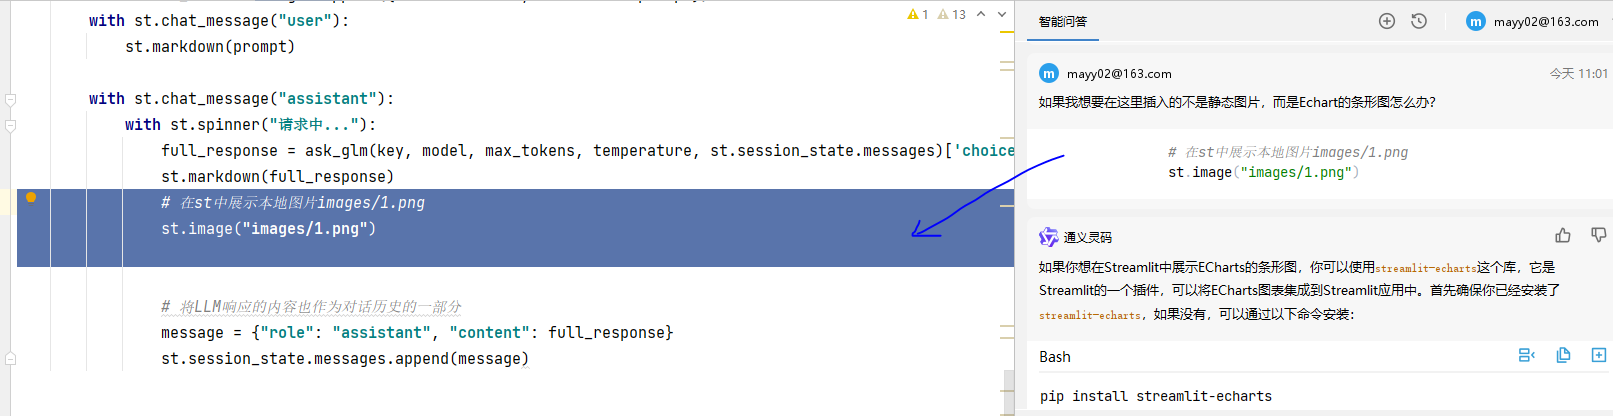 with st.chat_message("user"):
st.markdown(prompt)
with st.chat_message("assistant"):
with st.spinner("请求中..."):
full_response = ask_glm(key, model, max_tokens, temperature, st.session_state.messages)['choice
st.markdown(full_response)
# 在st中展示本地图片images/1.png
st.image("images/1.png")
# 将LLM响应的内容也作为对话历史的一部分
message = {"role": "assistant", "content": full_response}
st.session_state.messages.append(message)
1 13
智能问答
m mayy02@163.com
m mayy02@163.com 今天 11:01
如果我想要在这里插入的不是静态图片，而是Echart的条形图怎么办?
# 在st中展示本地图片images/1.png
st.image("images/1.png")
通义灵码
如果你想在Streamlit中展示ECharts的条形图，你可以使用streamlit-echarts这个库，它是
Streamlit的一个插件，可以将ECharts图表集成到Streamlit应用中。首先确保你已经安装了
streamlit-echarts，如果没有，可以通过以下命令安装：
Bash
pip install streamlit-echarts